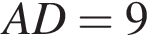 AD = 9